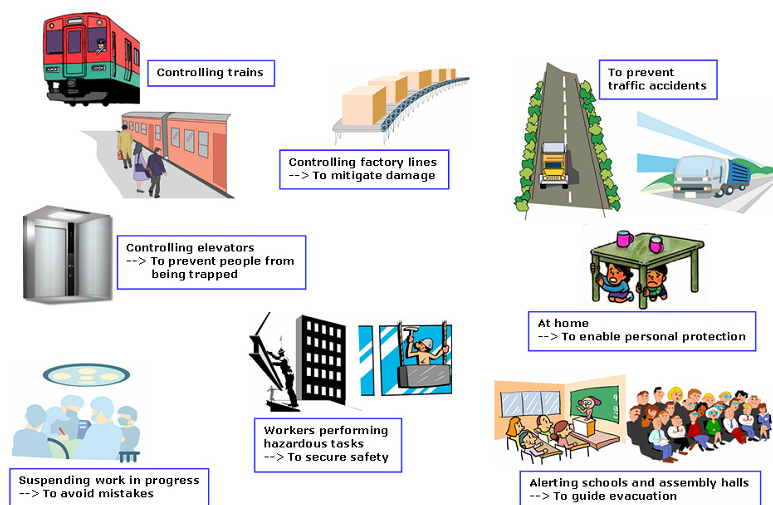 Controlling trains
To prevent
traffic accidents
Controlling factory lines
--> To mitigate damage
Controlling elevators
--> To prevent people from
being trapped
At home
--> To enable personal protection
Workers performing
hazardous tasks
--> To secure safety
Suspending work in progress
--> To avoid mistakes
Alerting schools and assembly halls
--> To guide evacuation